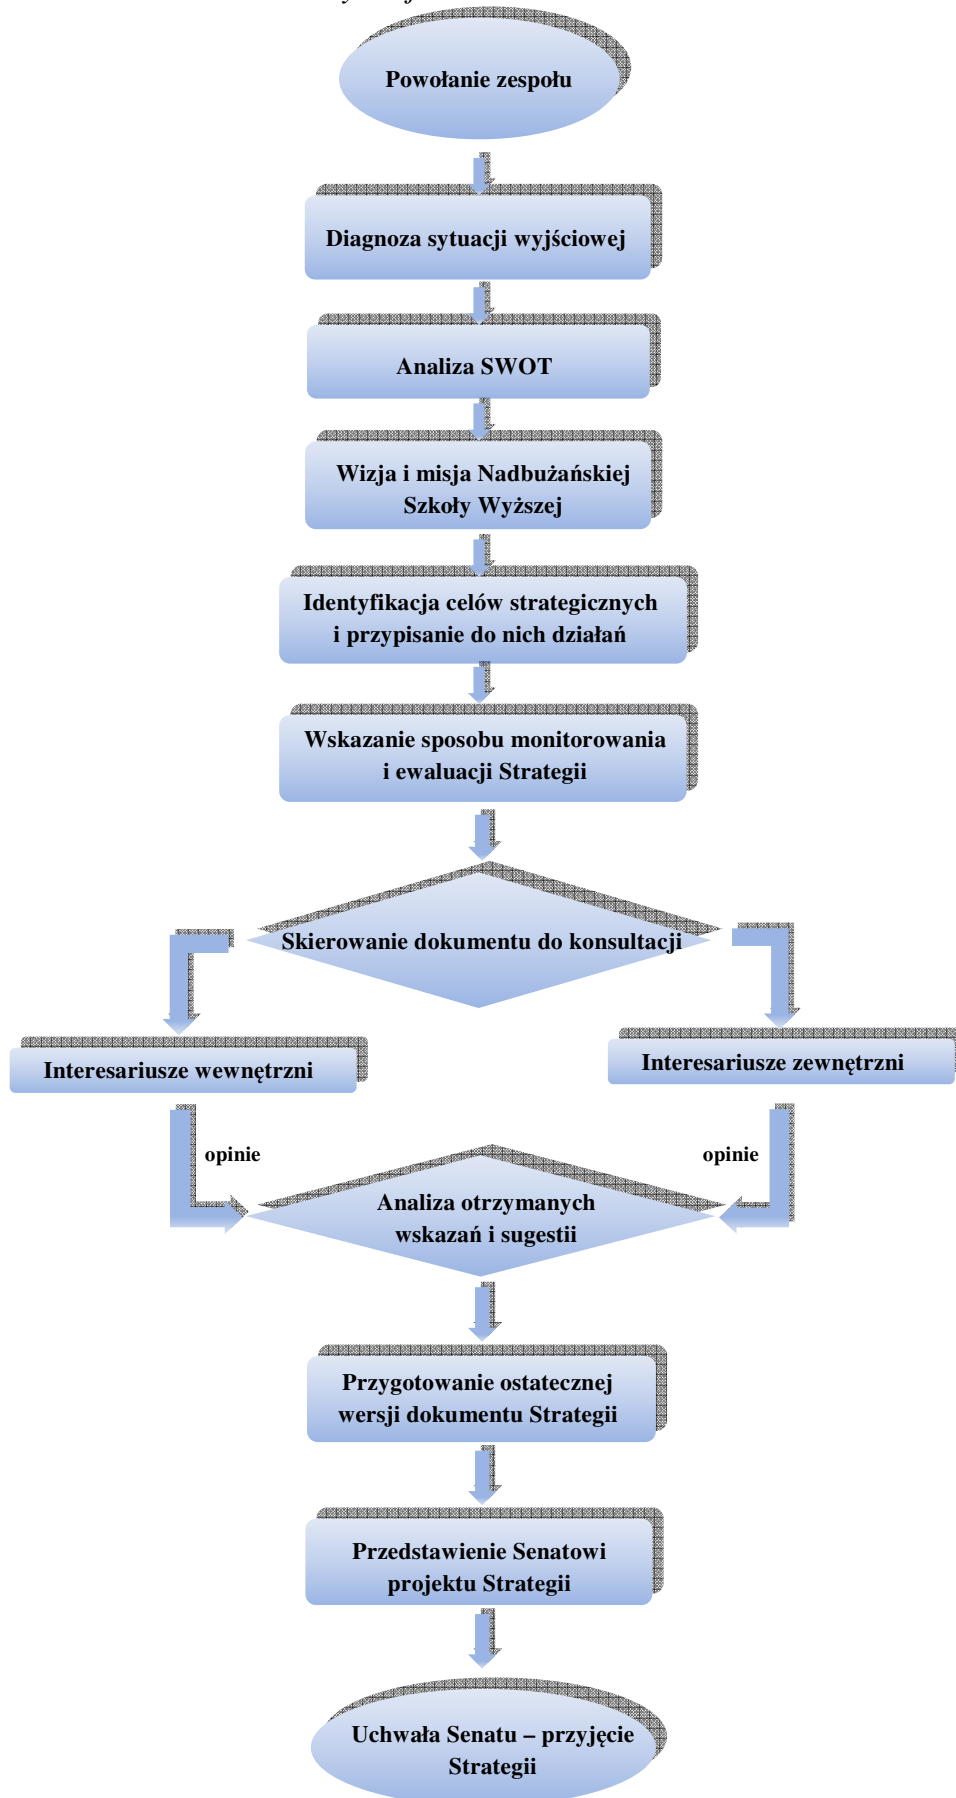 Powołanie zespołu
Diagnoza sytuacji wyjściowej
Analiza SWOT
Wizja i misja Nadbużańskiej
Szkoły Wyższej
Identyfikacja celów strategicznych
i przypisanie do nich działań
Wskazanie sposobu monitorowania
i ewaluacji Strategii
Skierowanie dokumentu do konsultacji
Interesariusze wewnętrzni
Interesariusze zewnętrzni
opinie
opinie
Analiza otrzymanych
wskazań i sugestii
Przygotowanie ostatecznej
wersji dokumentu Strategii
Przedstawienie Senatowi
projektu Strategii
Uchwała Senatu – przyjęcie
Strategii